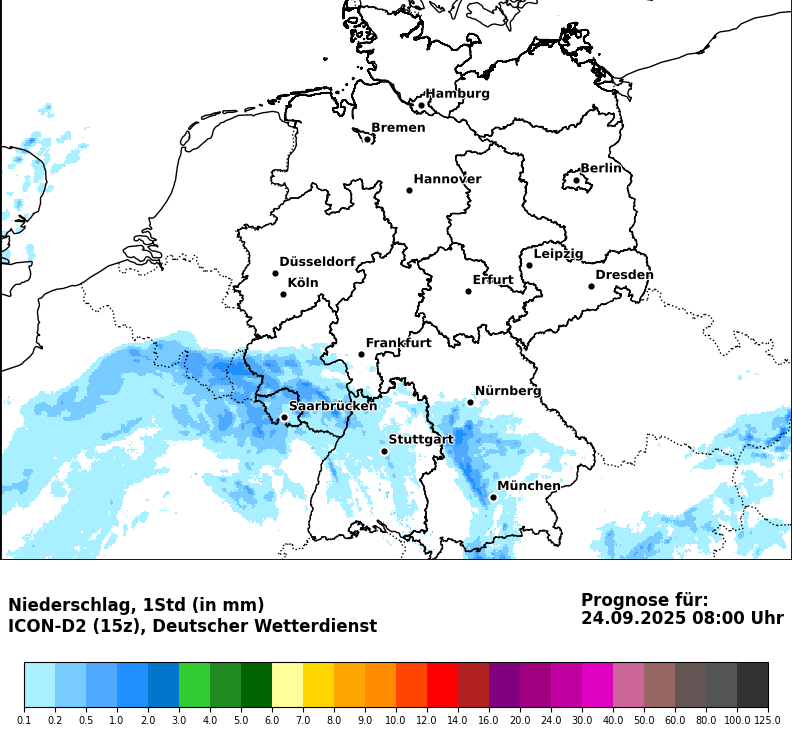 Hamburg
Bremen
Berlin
Hannover
Leipzig
Düsseldorf
Dresden
Köln
Erfurt
Frankfurt
Nürnberg
Saarbrücken
Stuttgart
München
Niederschlag, 1Std (in mm)
ICON-D2 (15z), Deutscher Wetterdienst
Prognose für:
24.09.2025 08:00 Uhr
0.1 0.2 0.5 1.0 2.0 3.0 4.0 5.0 6.0 7.0 8.0 9.0 10.0 12.0 14.0 16.0 20.0 24.0 30.0 40.0 50.0 60.0 80.0 100.0 125.0